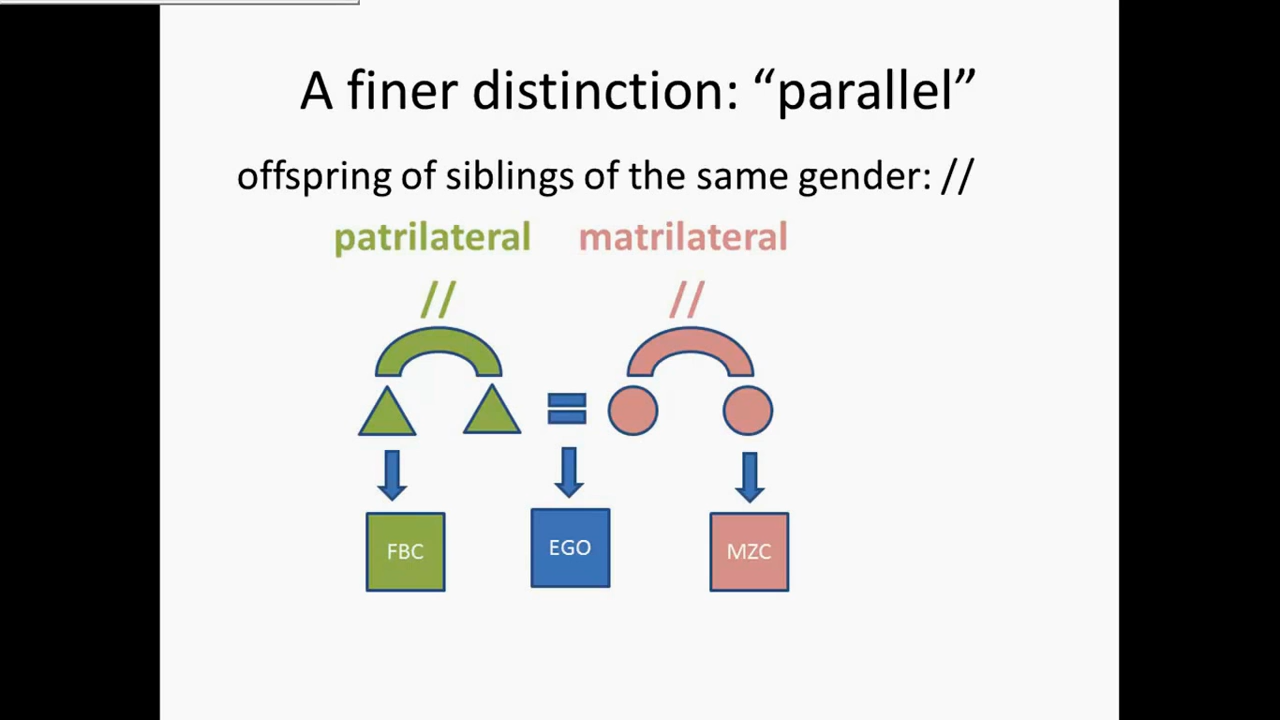 A finer distinction: “parallel”
offspring of siblings of the same gender: //
patrilateral matrilateral
// //
FBC EGO MZC